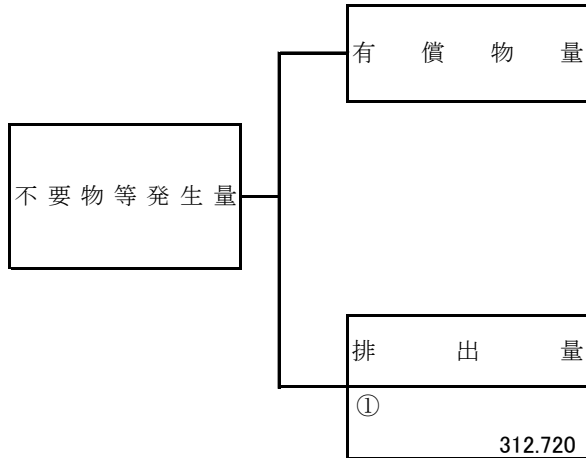 有償物量
不要物等発生量
排出量
①
312.720